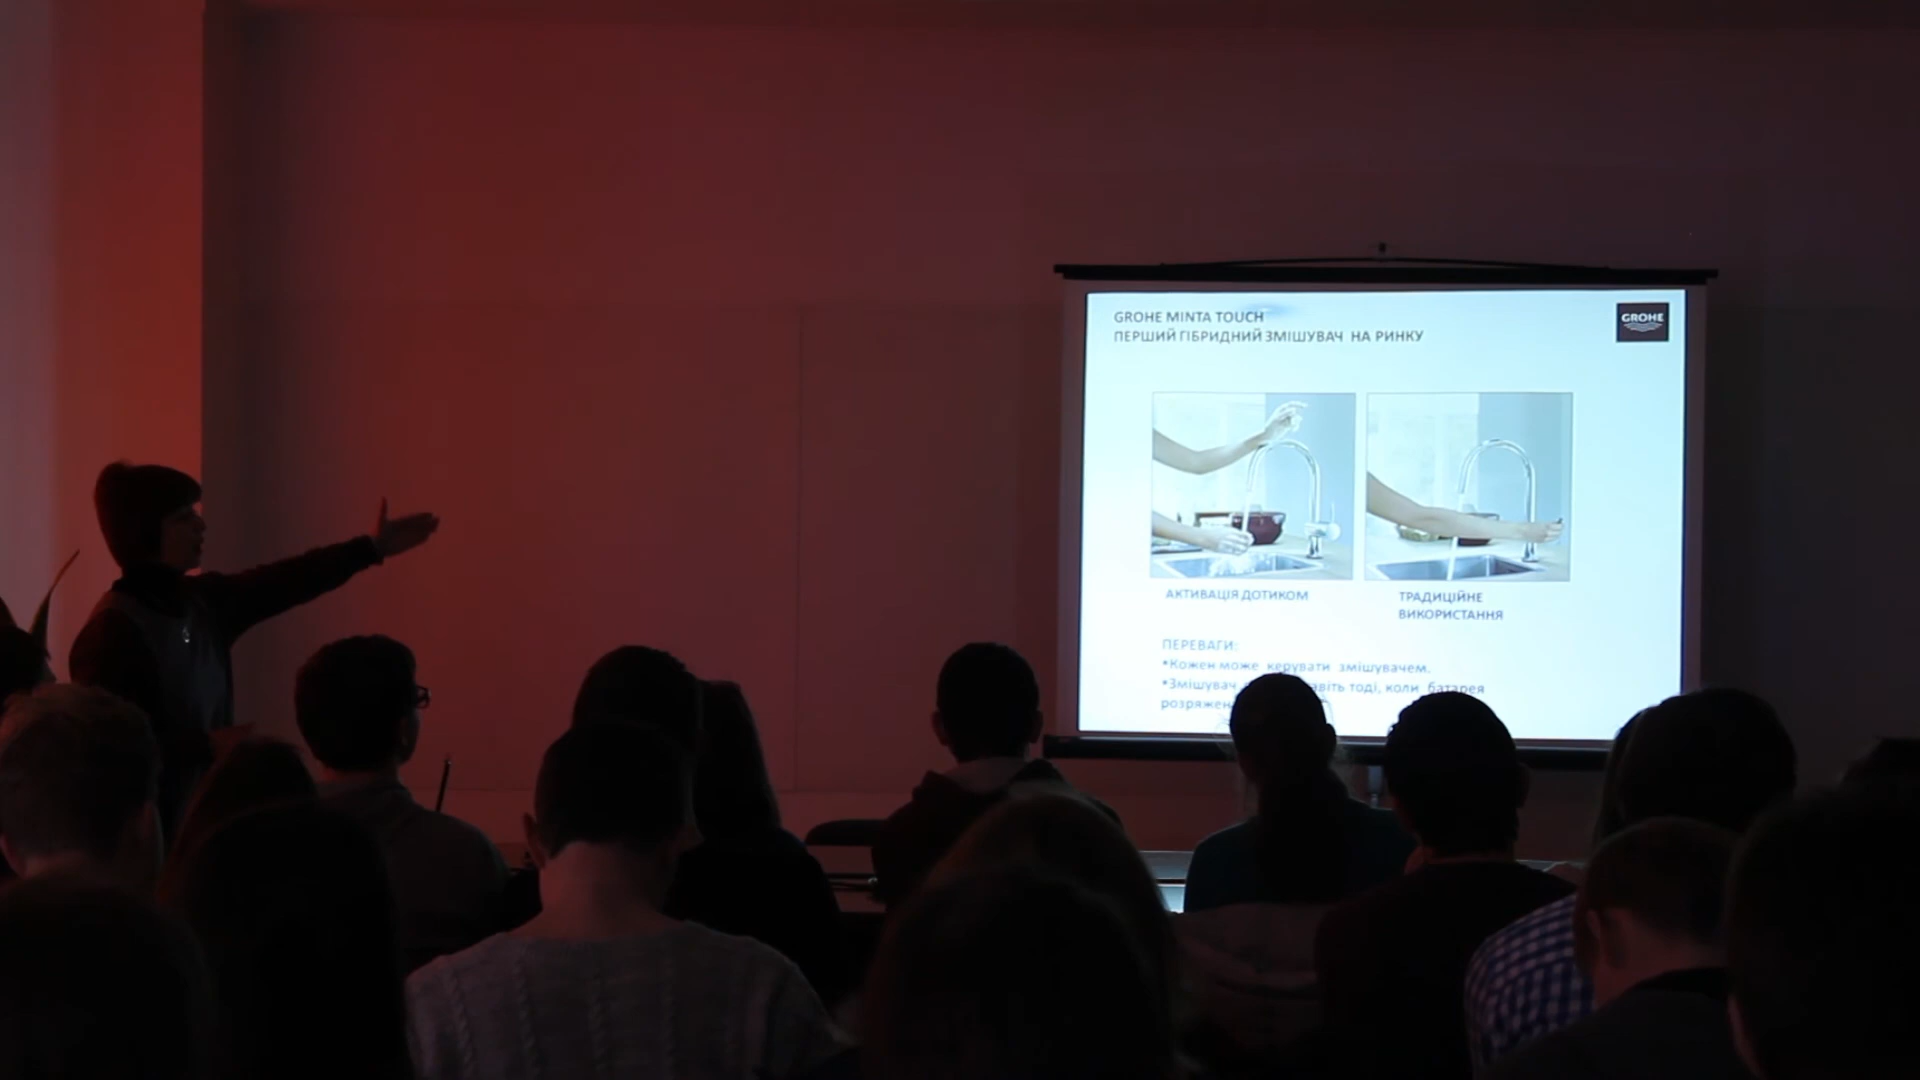 GROHE MINTA TOUCH
ПЕРШИЙ ГІБРИДНИЙ ЗМІШУВАЧ НА РИНКУ
GROHE
АКТИВАЦІЯ ДОТИКОМ
ТРАДИЦІЙНЕ
ВИКОРИСТАННЯ
ПЕРЕВАГИ:
•Кожен може керувати змішувачем.
•Змішувач тоді, коли батарея